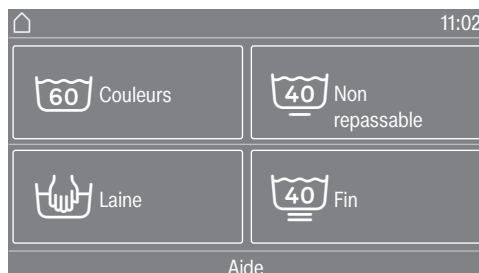 11:02
60 Couleurs
40 Non
repassable
Laine
40 Fin
Aide